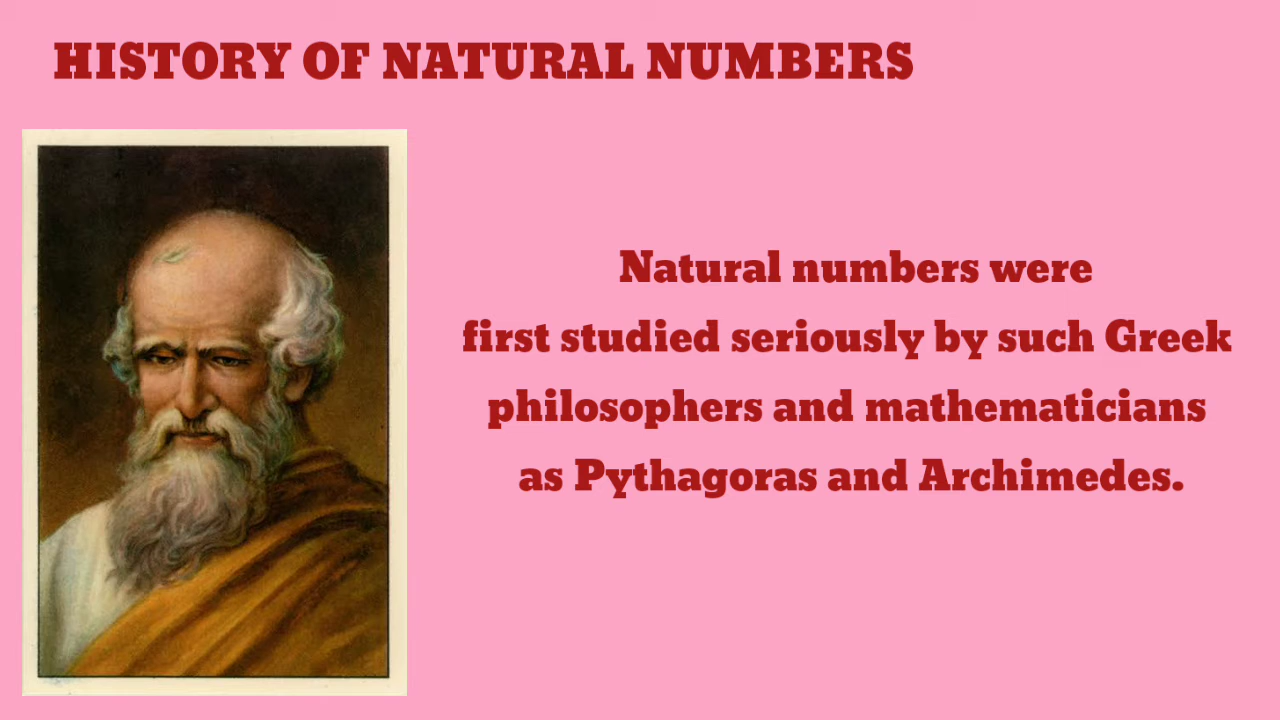 HISTORY OF NATURAL NUMBERS
Natural numbers were
first studied seriously by such Greek
philosophers and mathematicians
as Pythagoras and Archimedes.